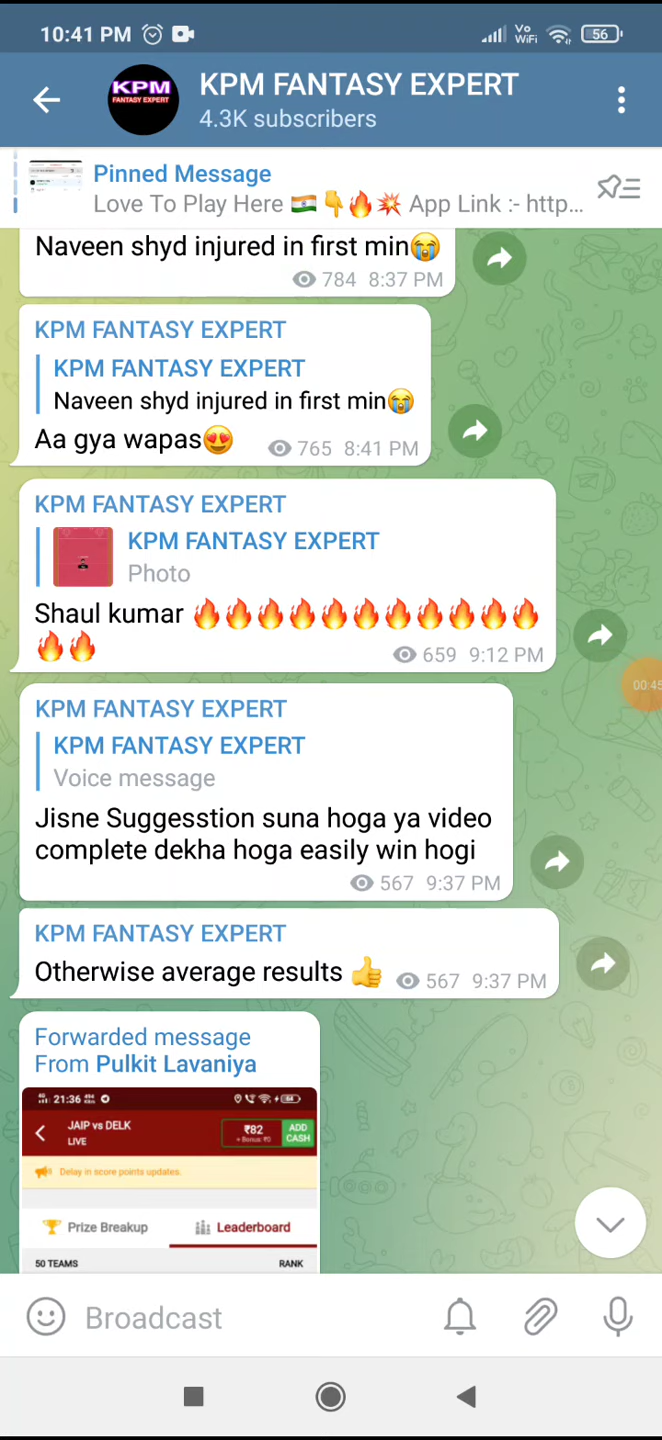 10:41 PM
Vo
WiFi
56
KPM
FANTASY EXPERT
KPM FANTASY EXPERT
4.3K subscribers
Pinned Message
Love To Play Here 🇮🇳👇🔥💥 App Link :- http...
Naveen shyd injured in first min😭
784 8:37 PM
KPM FANTASY EXPERT
KPM FANTASY EXPERT
Naveen shyd injured in first min😭
Aa gya wapas😍
765 8:41 PM
KPM FANTASY EXPERT
KPM FANTASY EXPERT
Photo
Shaul kumar 🔥🔥🔥🔥🔥🔥🔥🔥🔥🔥🔥
🔥🔥
659 9:12 PM
00:45
KPM FANTASY EXPERT
KPM FANTASY EXPERT
Voice message
Jisne Suggesstion suna hoga ya video
complete dekha hoga easily win hogi
567 9:37 PM
KPM FANTASY EXPERT
Otherwise average results 👍
567 9:37 PM
Forwarded message
From Pulkit Lavaniya
21:36
JAIP vs DELK
LIVE
₹82
+ Bonus: ₹0
ADD
CASH
Delay in score points updates.
Prize Breakup
Leaderboard
50 TEAMS
RANK
Broadcast